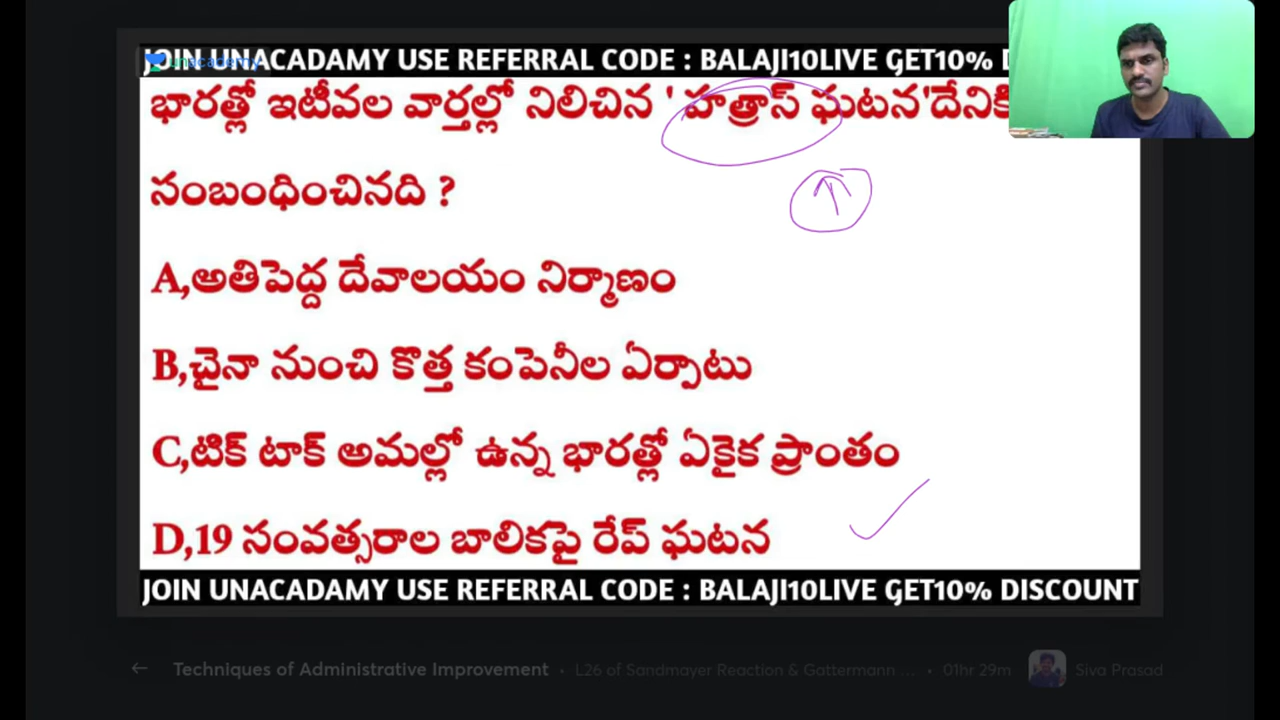 JOIN UNACADAMY USE REFERRAL CODE : BALAJI10LIVE GET10%
unacademy
భారత్లో ఇటీవల వార్తల్లో నిలిచిన ' హత్రాస్ ఘటన'దేనికి
సంబంధించినది ?
A,అతిపెద్ద దేవాలయం నిర్మాణం
B,చైనా నుంచి కొత్త కంపెనీల ఏర్పాటు
C,టిక్ టాక్ అమల్లో ఉన్న భారత్లో ఏకైక ప్రాంతం
D,19 సంవత్సరాల బాలికపై రేప్ ఘటన
JOIN UNACADAMY USE REFERRAL CODE : BALAJI10LIVE GET10% DISCOUNT
Techniques of Administrative Improvement • L26 of Sandmayer Reaction & Gattermann ... • 01hr 29m Siva Prasad